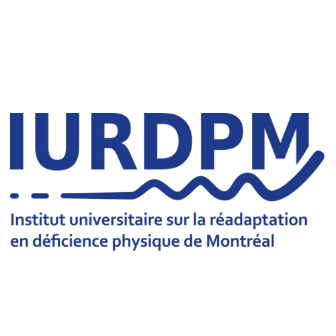 IURDPM
Institut universitaire sur la réadaptation
en déficience physique de Montréal